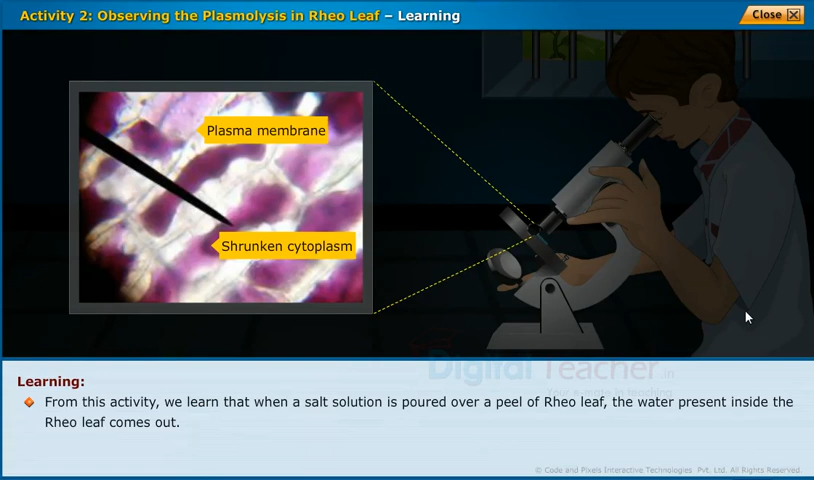 Activity 2: Observing the Plasmolysis in Rheo Leaf – Learning
Close
Plasma membrane
Shrunken cytoplasm
Digital Teacher.in
Learning:
From this activity, we learn that when a salt solution is poured over a peel of Rheo leaf, the water present inside the
Rheo leaf comes out.
© Code and Pixels Interactive Technologies Pvt. Ltd. All Rights Reserved.